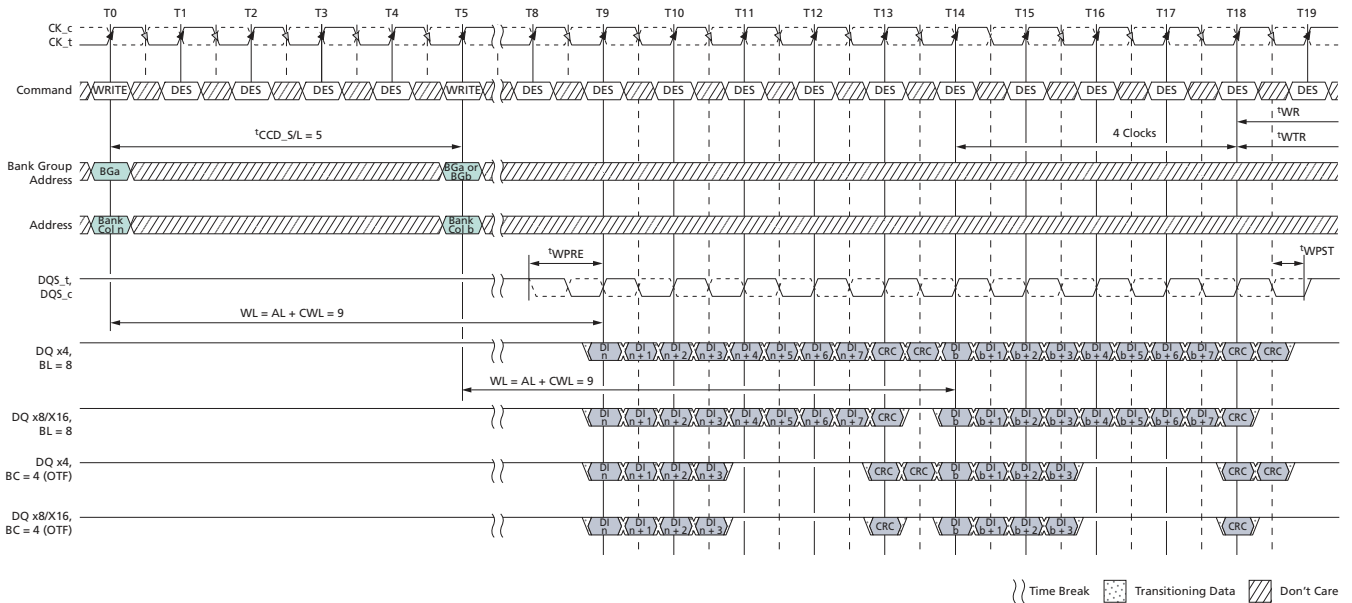 T0 T1 T2 T3 T4 T5 T8 T9 T10 T11 T12 T13 T14 T15 T16 T17 T18 T19
CK_c
CK_t
Command WRITE DES DES DES DES WRITE DES DES DES DES DES DES DES DES DES DES DES DES
tWR
tCCD_S/L = 5
4 Clocks
tWTR
Bank Group
Address
BGa
BGa or
BGb
Address
Bank
Col n
Bank
Col b
tWPRE
tWPST
DQS_t,
DQS_c
WL = AL + CWL = 9
DQ x4,
BL = 8
DI DI DI DI DI DI DI DI CRC CRC DI DI DI DI DI DI DI DI CRC CRC
n n + 1 n + 2 n + 3 n + 4 n + 5 n + 6 n + 7 b b + 1 b + 2 b + 3 b + 4 b + 5 b + 6 b + 7
WL = AL + CWL = 9
DQ x8/X16,
BL = 8
DI DI DI DI DI DI DI DI CRC DI DI DI DI DI DI DI DI CRC
n n + 1 n + 2 n + 3 n + 4 n + 5 n + 6 n + 7 b b + 1 b + 2 b + 3 b + 4 b + 5 b + 6 b + 7
DQ x4,
BC = 4 (OTF)
DI DI DI DI CRC CRC DI DI DI DI CRC CRC
n n + 1 n + 2 n + 3 b b + 1 b + 2 b + 3
DQ x8/X16,
BC = 4 (OTF)
DI DI DI DI CRC DI DI DI DI CRC
n n + 1 n + 2 n + 3 b b + 1 b + 2 b + 3
Time Break Transitioning Data Don't Care